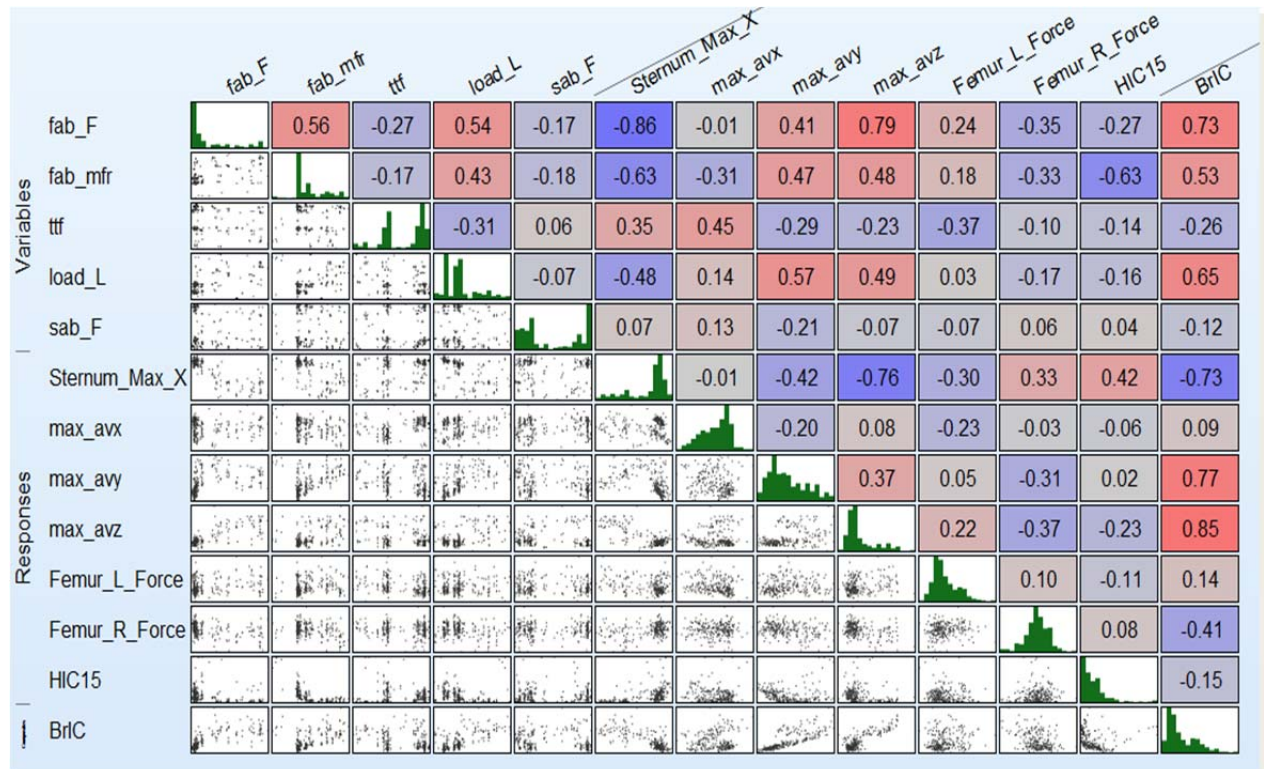 fab_F fab_mfr ttf load_L sab_F Sternum_Max_X max_avx max_avy max_avz Femur_L_Force Femur_R_Force HIC15 BrIC
Variables
fab_F 0.56 -0.27 0.54 -0.17 -0.86 -0.01 0.41 0.79 0.24 -0.35 -0.27 0.73
fab_mfr -0.17 0.43 -0.18 -0.63 -0.31 0.47 0.48 0.18 -0.33 -0.63 0.53
ttf -0.31 0.06 0.35 0.45 -0.29 -0.23 -0.37 -0.10 -0.14 -0.26
load_L -0.07 -0.48 0.14 0.57 0.49 0.03 -0.17 -0.16 0.65
sab_F 0.07 0.13 -0.21 -0.07 -0.07 0.06 0.04 -0.12
Responses
Sternum_Max_X -0.01 -0.42 -0.76 -0.30 0.33 0.42 -0.73
max_avx -0.20 0.08 -0.23 -0.03 -0.06 0.09
max_avy 0.37 0.05 -0.31 0.02 0.77
max_avz 0.22 -0.37 -0.23 0.85
Femur_L_Force 0.10 -0.11 0.14
Femur_R_Force 0.08 -0.41
HIC15 -0.15
BrIC